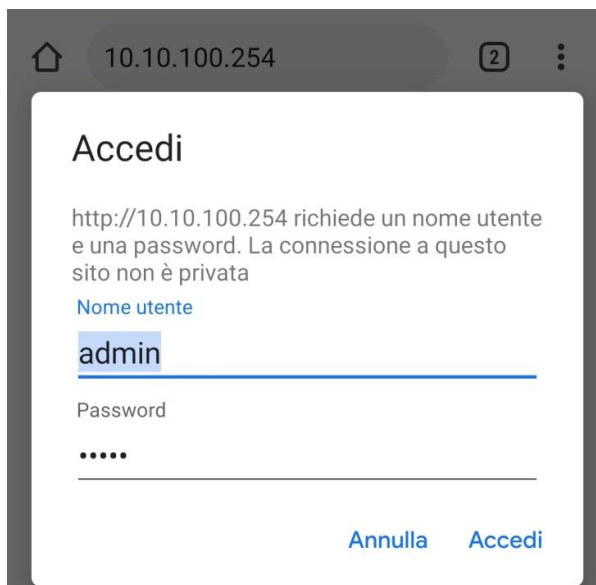 10.10.100.254
2
Accedi
http://10.10.100.254 richiede un nome utente
e una password. La connessione a questo
sito non è privata
Nome utente
admin
Password
•••••
Annulla
Accedi